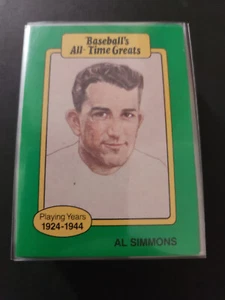 Baseball's
All-Time Greats
Playing Years
1924-1944
AL SIMMONS